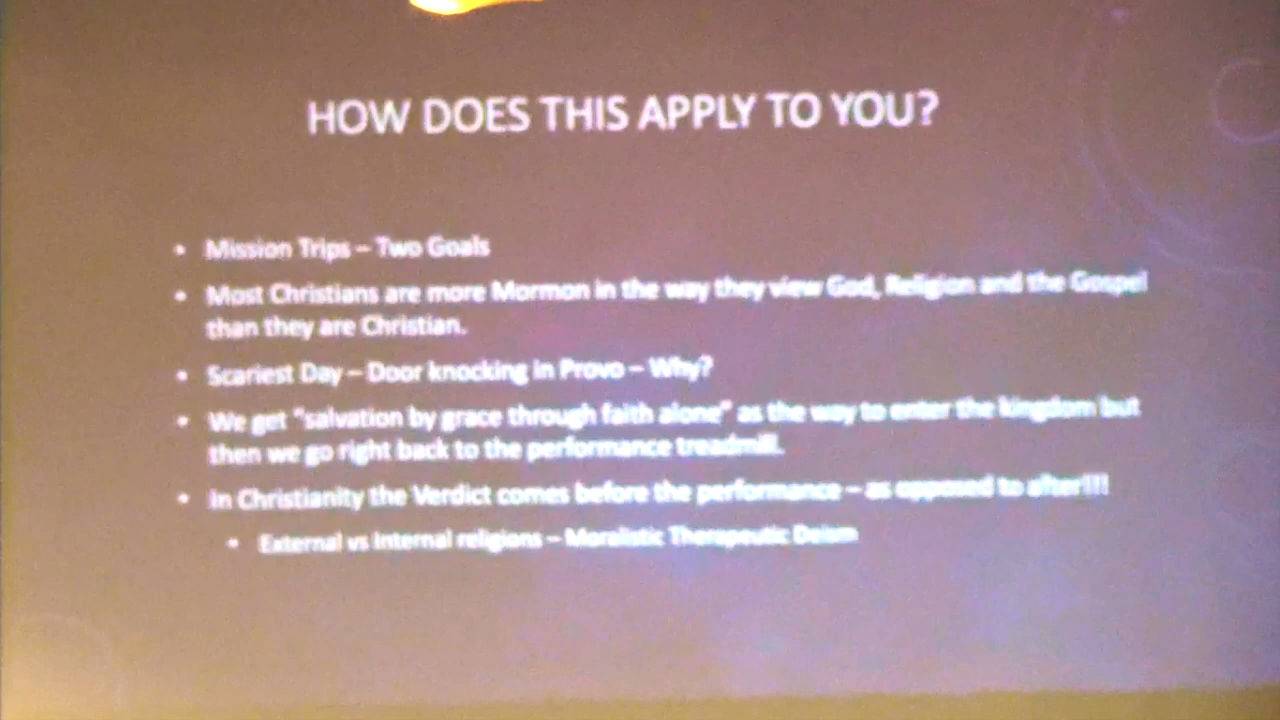 HOW DOES THIS APPLY TO YOU?
• Mission Trips – Two Goals
• Most Christians are more Mormon in the way they view God, Religion and the Gospel
than they are Christian.
• Scariest Day – Door knocking in Provo – Why?
• We get "salvation by grace through faith alone" as the way to enter the kingdom but
then we go right back to the performance treadmill.
• In Christianity the Verdict comes before the performance – as opposed to after!!!
• External vs Internal religions – Moralistic Therapeutic Deism